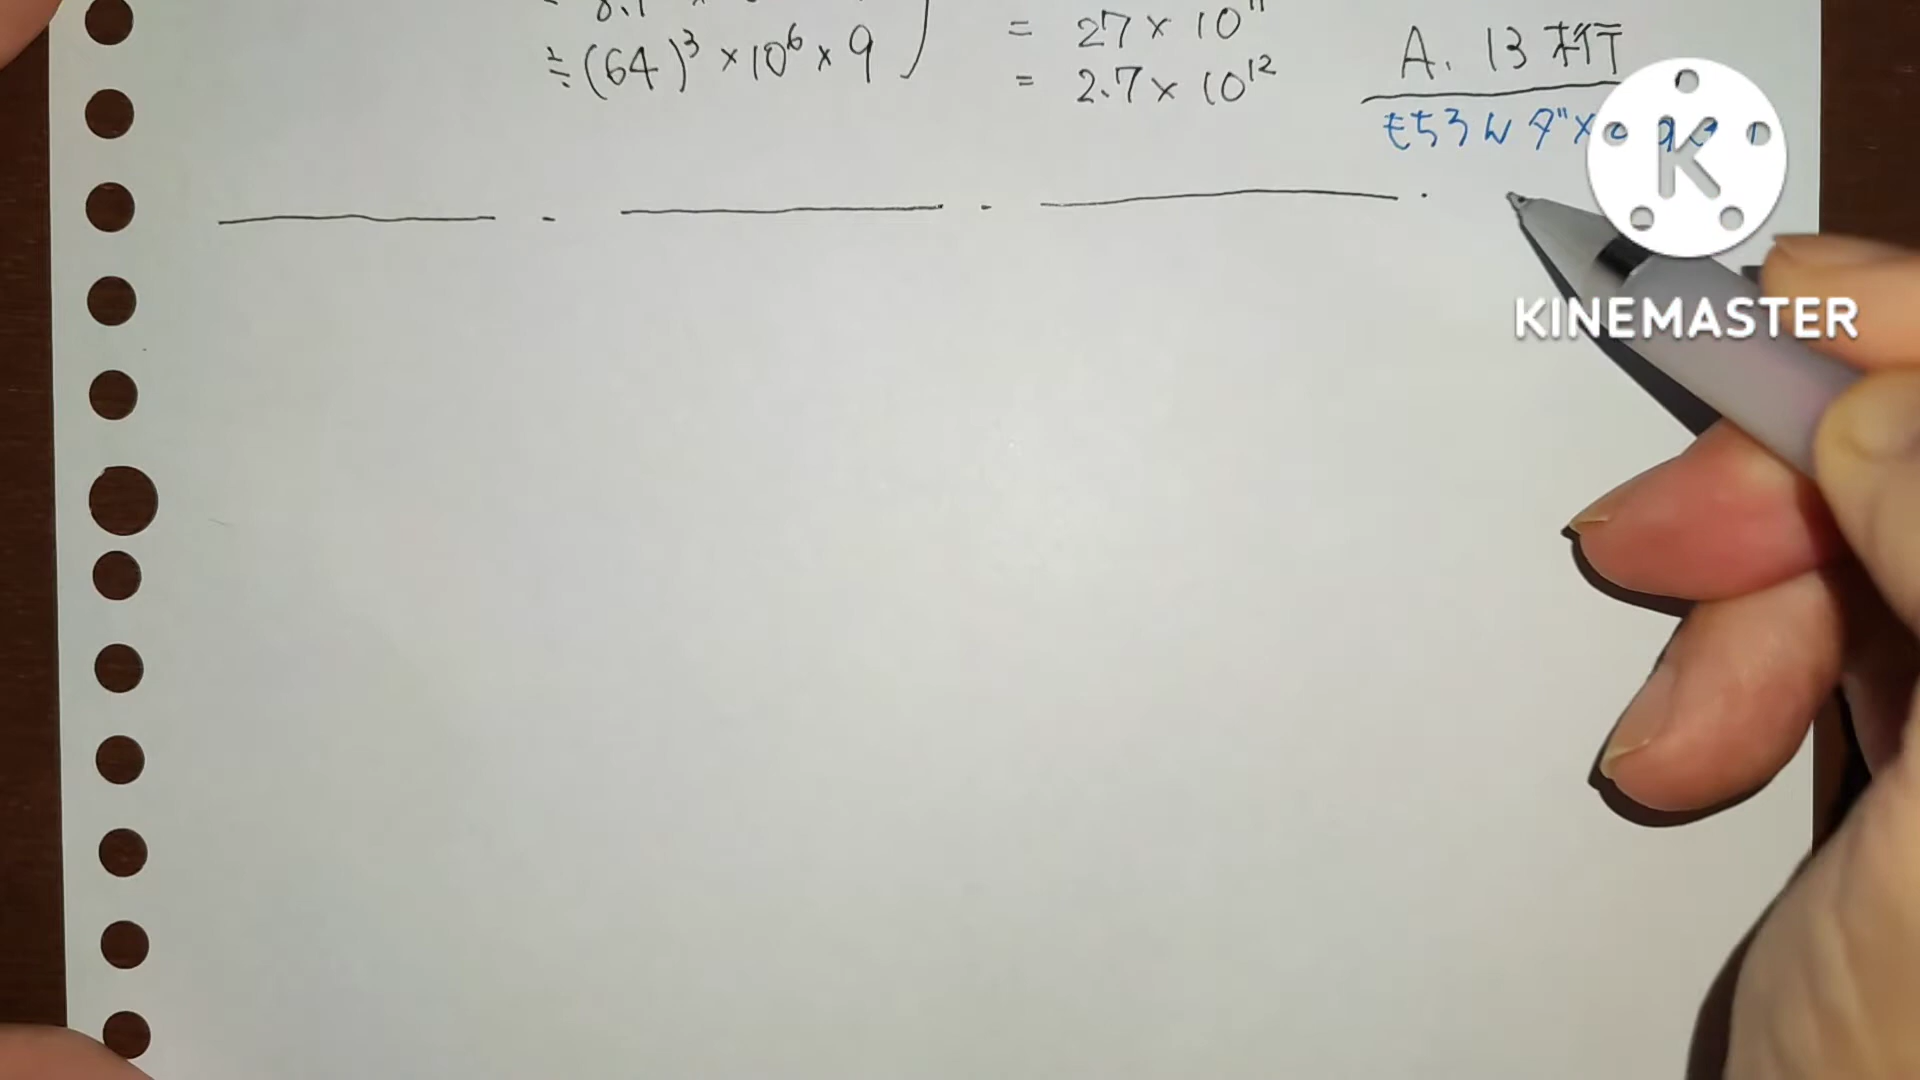 ≒(64)³×10⁶×9
= 27×10¹¹
= 2.7×10¹²
A. 13桁
もちろんダメ
KINEMASTER